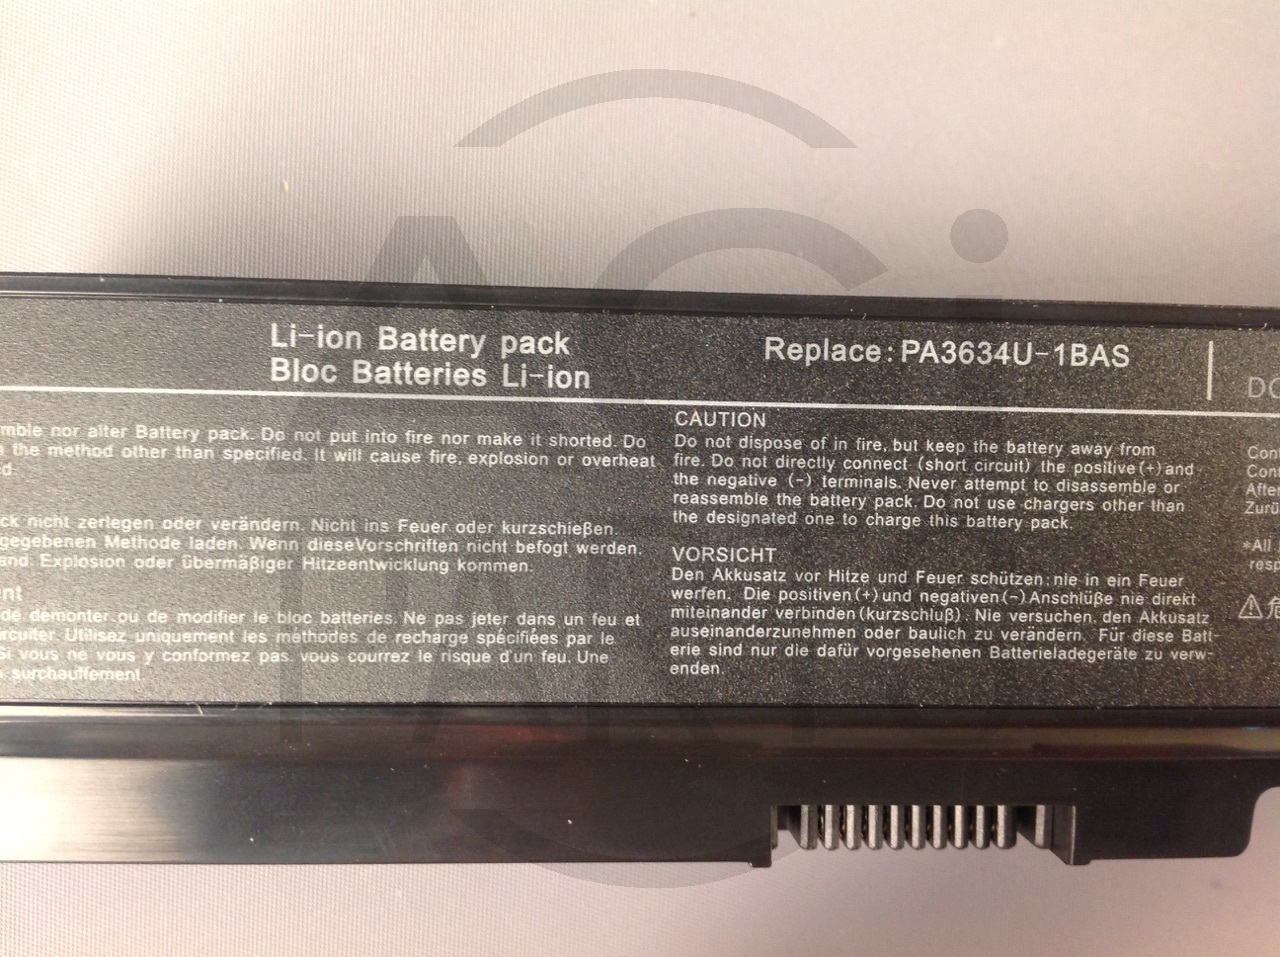 Li-ion Battery pack
Bloc Batteries Li-ion
Replace: PA3634U-1BAS
nor alter Battery pack. Do not put into fire nor make it shorted. Do
the method other than specified. It will cause fire, explosion or overheat
nicht zerlegen oder verändern. Nicht ins Feuer oder kurzschießen.
Methode laden. Wenn dieseVorschriften nicht befogt werden,
Explosion oder übermäßiger Hitzeentwicklung kommen.
de démonter ou de modifier le bloc batteries. Ne pas jeter dans un feu et
Utilisez uniquement les méthodes de recharge spécifiées par le
Si vous ne vous y conformez pas, vous courrez le risque d'un feu. Une
surchauffement.
CAUTION
Do not dispose of in fire, but keep the battery away from
fire. Do not directly connect (short circuit) the positive(+)and
the negative (-) terminals. Never attempt to disassemble or
reassemble the battery pack. Do not use chargers other than
the designated one to charge this battery pack.
VORSICHT
Den Akkusatz vor Hitze und Feuer schützen: nie in ein Feuer
werfen. Die positiven(+)und negativen(-)Anschlüße nie direkt
miteinander verbinden(kurzschluß). Nie versuchen, den Akkusatz
auseinanderzunehmen oder baulich zu verändern. Für diese Batt-
erie sind nur die dafür vorgesehenen Batterieladegeräte zu verw-
enden.
*All